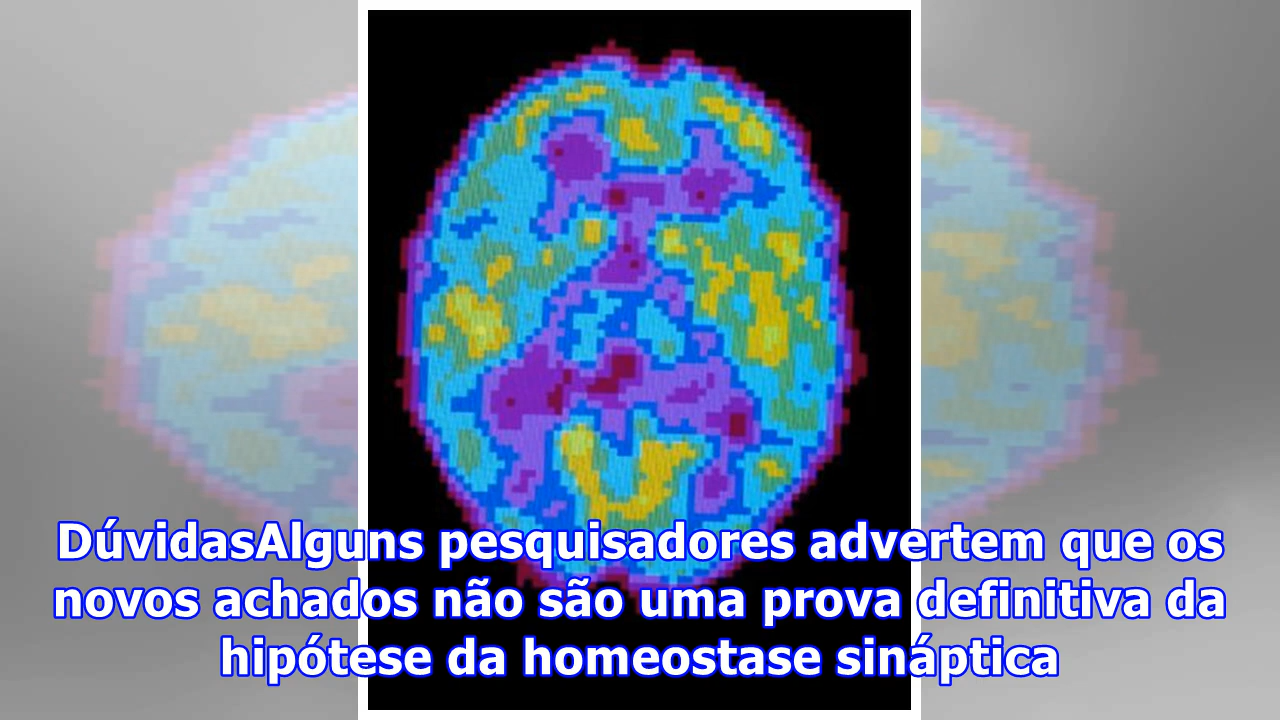 DúvidasAlguns pesquisadores advertem que os
novos achados não são uma prova definitiva da
hipótese da homeostase sináptica